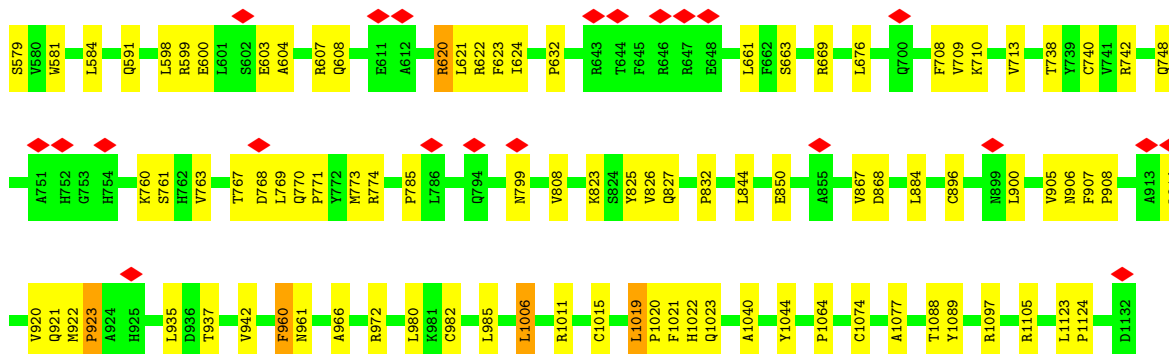 S579 V580 W581 L584 Q591 L598 R599 E600 L601 S602 E603 A604 R607 Q608 E611 A612 R620 L621 R622 F623 I624 P632 R643 T644 F645 R646 R647 E648 L661 F662 S663 R669 L676 Q700 F708 V709 K710 V713 T738 Y739 C740 V741 R742 Q748
A751 H752 G753 H754 K760 S761 H762 V763 T767 D768 L769 Q770 P771 Y772 M773 R774 P785 L786 Q794 N799 V808 K823 S824 Y825 V826 Q827 P832 L844 E850 A855 V867 D868 L884 C896 N899 L900 V905 N906 F907 P908 A913
V920 Q921 M922 P923 A924 H925 L935 D936 T937 V942 F960 N961 A966 R972 L980 K981 C982 L985 L1006 R1011 C1015 L1019 P1020 F1021 H1022 Q1023 A1040 Y1044 P1064 C1074 A1077 T1088 Y1089 R1097 R1105 L1123 P1124 D1132